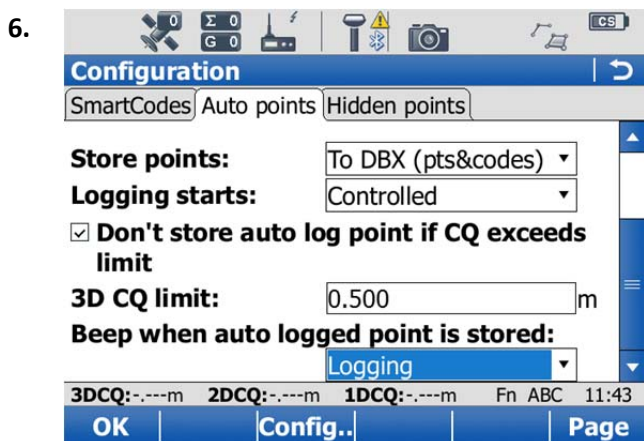 6.
0 Σ 0 CS
G 0
Configuration
SmartCodes Auto points Hidden points
Store points: To DBX (pts&codes)
Logging starts: Controlled
Don't store auto log point if CQ exceeds
limit
3D CQ limit: 0.500 m
Beep when auto logged point is stored:
Logging
3DCQ:-.---m 2DCQ:-.---m 1DCQ:-.---m Fn ABC 11:43
OK Config.. Page